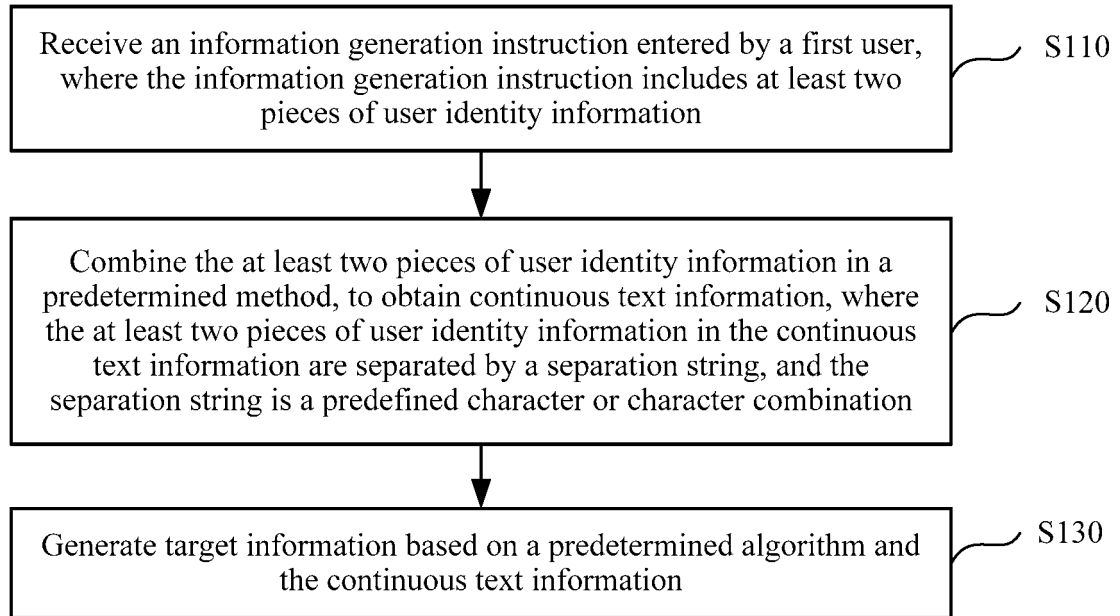 Receive an information generation instruction entered by a first user,
where the information generation instruction includes at least two
pieces of user identity information
S110
Combine the at least two pieces of user identity information in a
predetermined method, to obtain continuous text information, where
the at least two pieces of user identity information in the continuous
text information are separated by a separation string, and the
separation string is a predefined character or character combination
S120
Generate target information based on a predetermined algorithm and
the continuous text information
S130